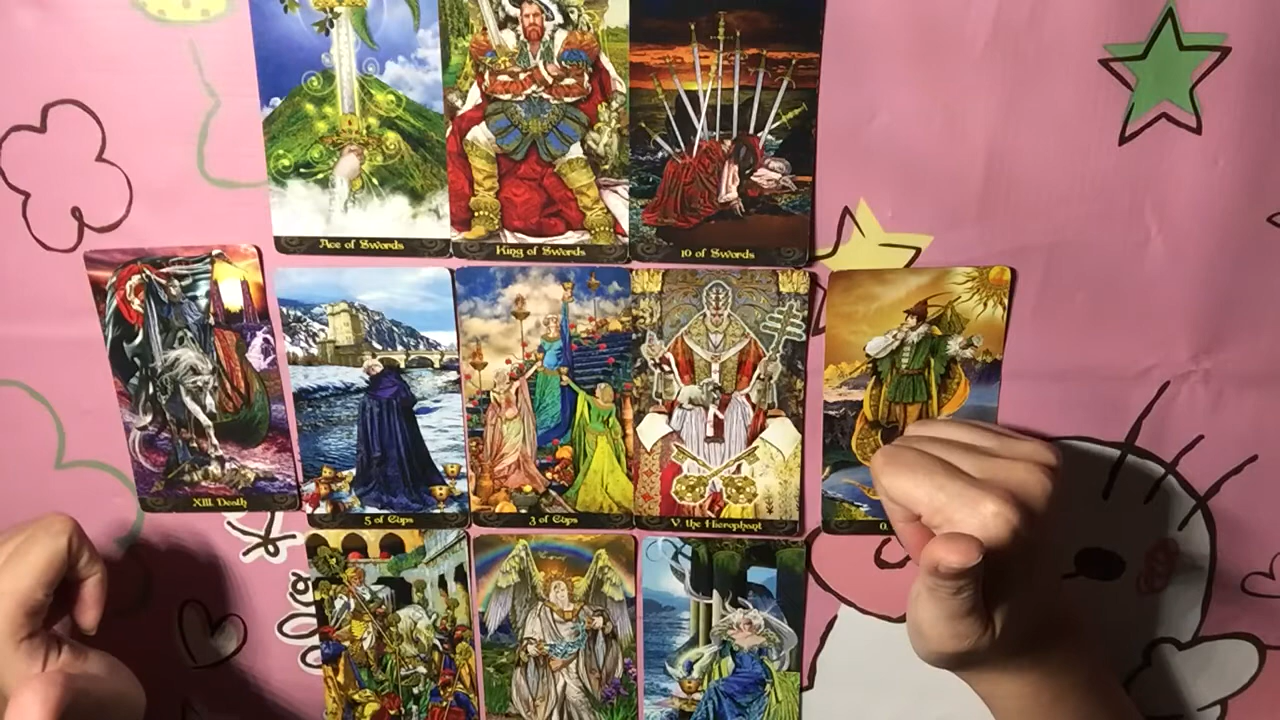 Ace of Swords
King of Swords
10 of Swords
XIII. Death
5 of Cups
3 of Cups
V. the Hierophant
0.